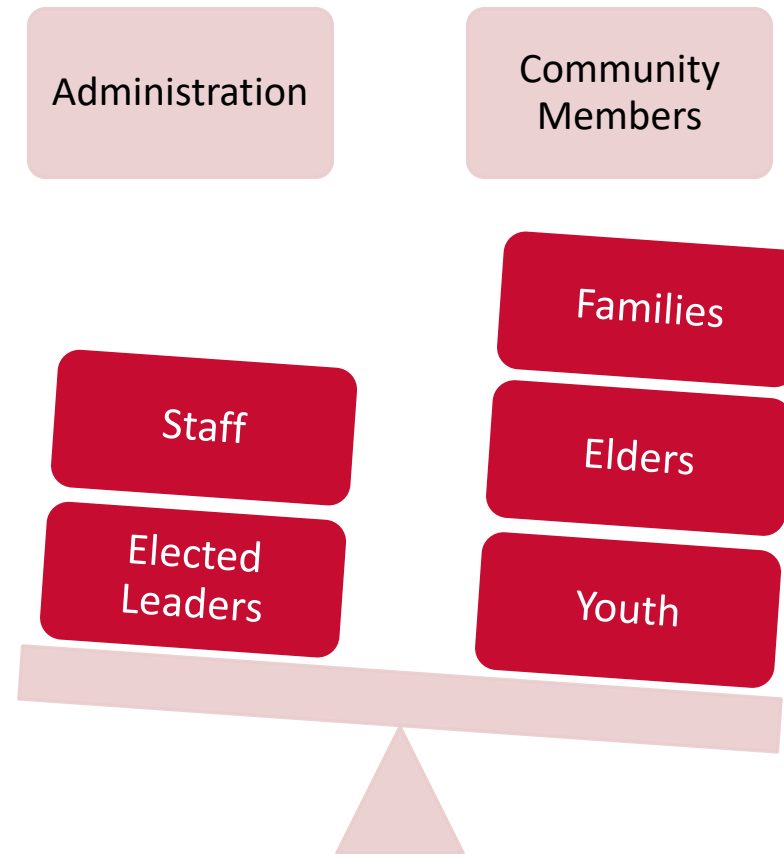 Administration
Community
Members
Families
Staff
Elders
Elected
Leaders
Youth